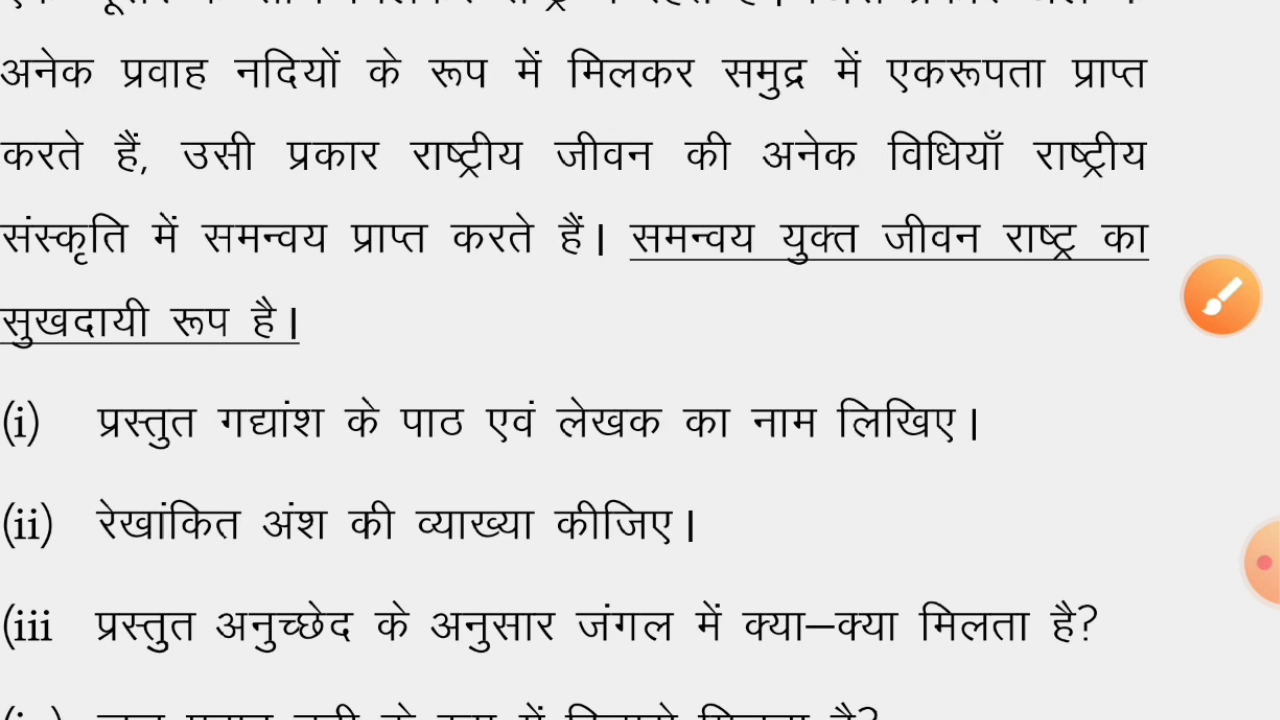 अनेक प्रवाह नदियों के रूप में मिलकर समुद्र में एकरूपता प्राप्त
करते हैं, उसी प्रकार राष्ट्रीय जीवन की अनेक विधियाँ राष्ट्रीय
संस्कृति में समन्वय प्राप्त करते हैं। समन्वय युक्त जीवन राष्ट्र का
सुखदायी रूप है।
(i) प्रस्तुत गद्यांश के पाठ एवं लेखक का नाम लिखिए।
(ii) रेखांकित अंश की व्याख्या कीजिए।
(iii प्रस्तुत अनुच्छेद के अनुसार जंगल में क्या–क्या मिलता है?